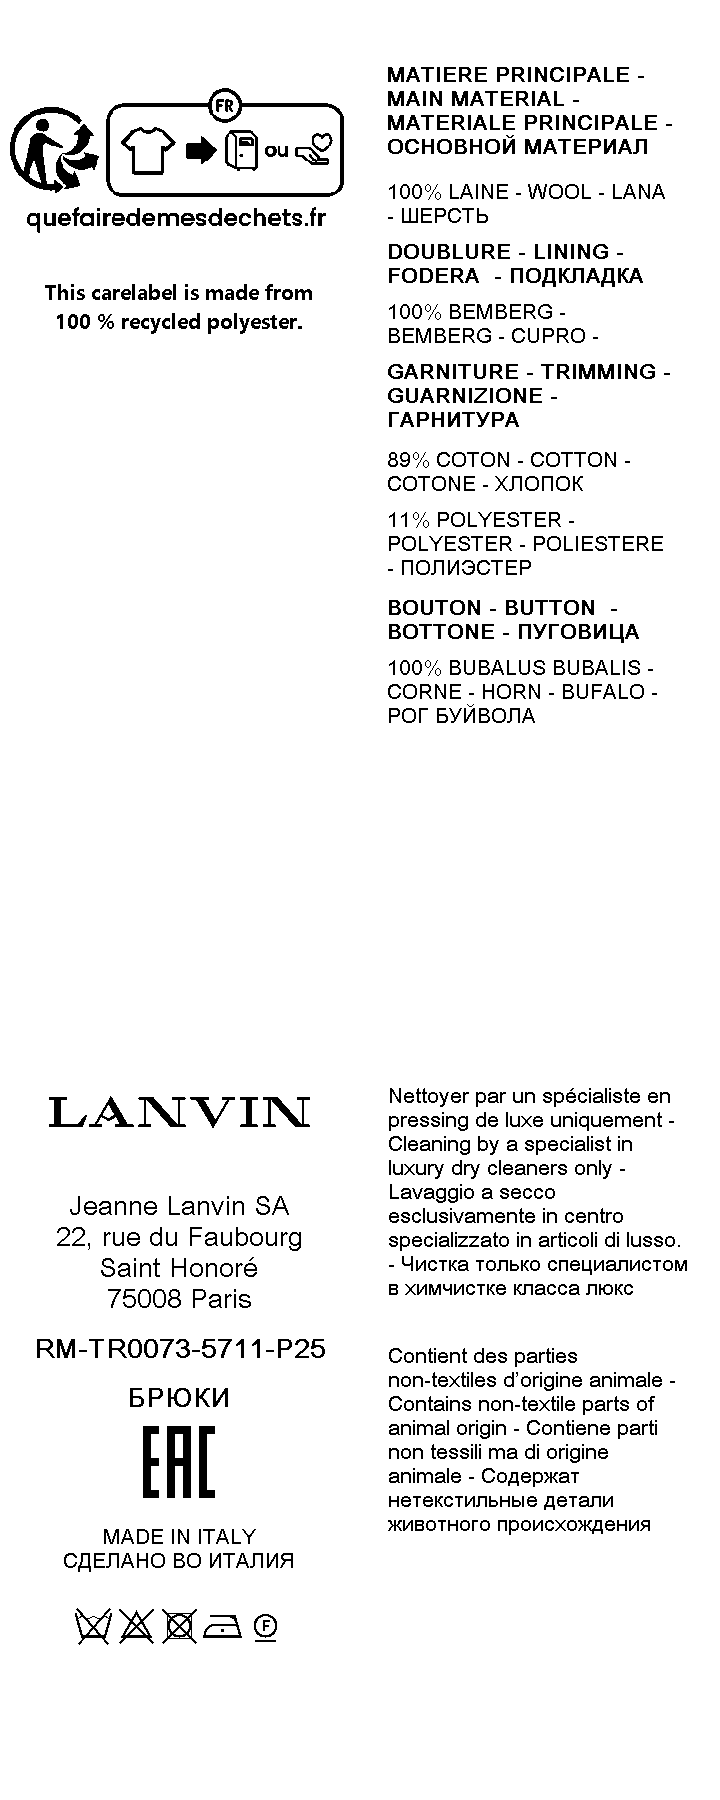 FR
ou
quefairedemesdechets.fr
This carelabel is made from
100 % recycled polyester.
MATIERE PRINCIPALE -
MAIN MATERIAL -
MATERIALE PRINCIPALE -
ОСНОВНОЙ МАТЕРИАЛ
100% LAINE - WOOL - LANA
- ШЕРСТЬ
DOUBLURE - LINING -
FODERA - ПОДКЛАДКА
100% BEMBERG -
BEMBERG - CUPRO -
GARNITURE - TRIMMING -
GUARNIZIONE -
ГАРНИТУРА
89% COTON - COTTON -
COTONE - ХЛОПОК
11% POLYESTER -
POLYESTER - POLIESTERE
- ПОЛИЭСТЕР
BOUTON - BUTTON -
BOTTONE - ПУГОВИЦА
100% BUBALUS BUBALIS -
CORNE - HORN - BUFALO -
РОГ БУЙВОЛА
LANVIN
Jeanne Lanvin SA
22, rue du Faubourg
Saint Honoré
75008 Paris
RM-TR0073-5711-P25
БРЮКИ
EAC
MADE IN ITALY
СДЕЛАНО ВО ИТАЛИЯ
F
Nettoyer par un spécialiste en
pressing de luxe uniquement -
Cleaning by a specialist in
luxury dry cleaners only -
Lavaggio a secco
esclusivamente in centro
specializzato in articoli di lusso.
- Чистка только специалистом
в химчистке класса люкс
Contient des parties
non-textiles d’origine animale -
Contains non-textile parts of
animal origin - Contiene parti
non tessili ma di origine
animale - Содержат
нетекстильные детали
животного происхождения